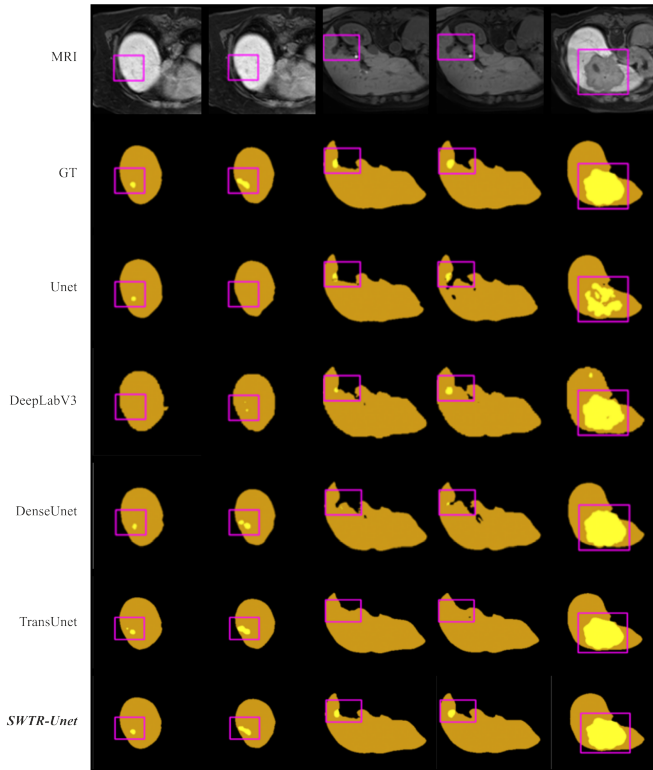 MRI
GT
Unet
DeepLabV3
DenseUnet
TransUnet
SWTR-Unet